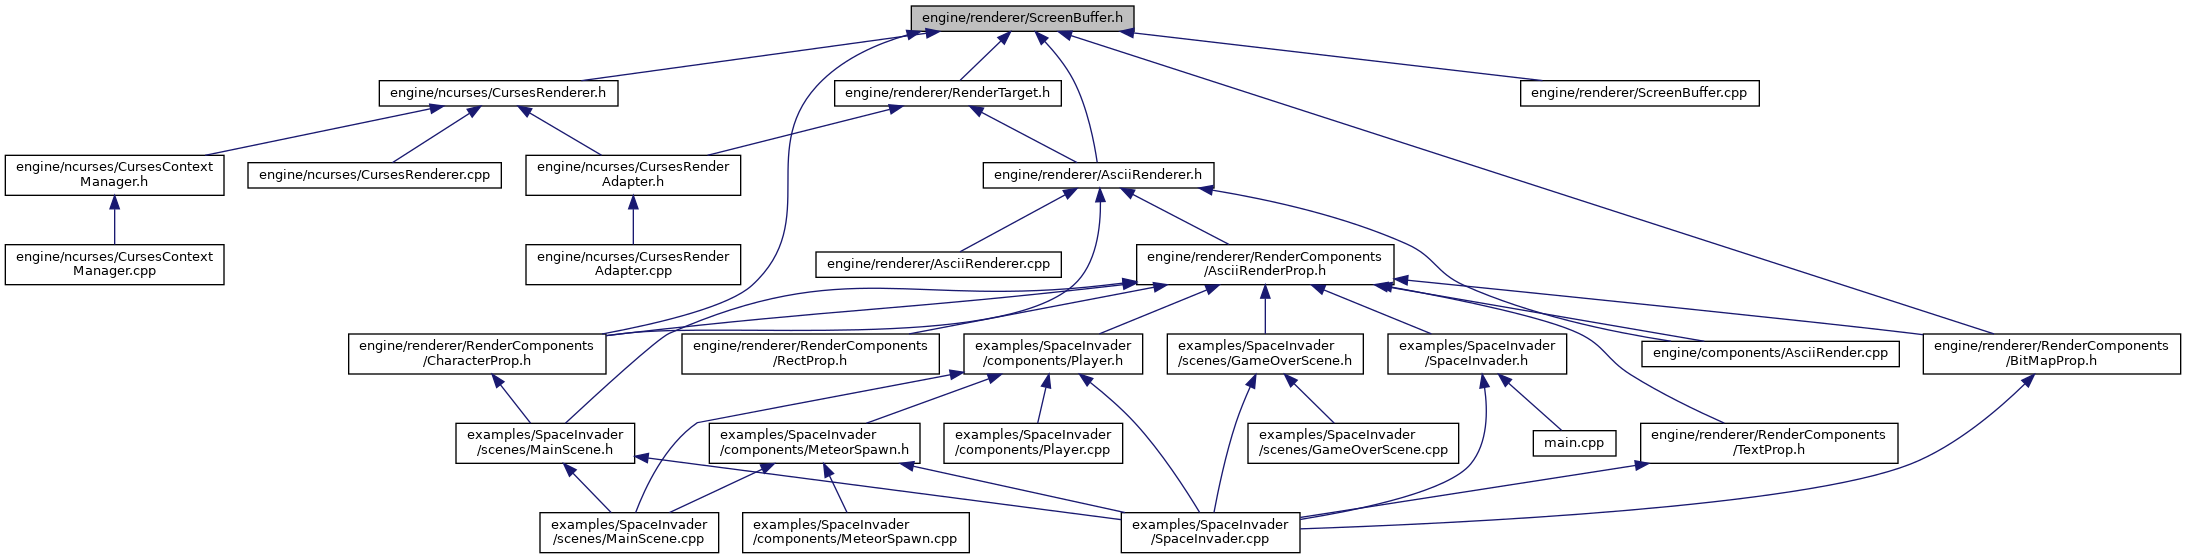 engine/renderer/ScreenBuffer.h
engine/ncurses/CursesRenderer.h
engine/renderer/RenderTarget.h
engine/renderer/ScreenBuffer.cpp
engine/ncurses/CursesContext
Manager.h
engine/ncurses/CursesRenderer.cpp
engine/ncurses/CursesRender
Adapter.h
engine/renderer/AsciiRenderer.h
engine/ncurses/CursesContext
Manager.cpp
engine/ncurses/CursesRender
Adapter.cpp
engine/renderer/AsciiRenderer.cpp
engine/renderer/RenderComponents
/AsciiRenderProp.h
engine/renderer/RenderComponents
/CharacterProp.h
engine/renderer/RenderComponents
/RectProp.h
examples/SpaceInvader
/components/Player.h
examples/SpaceInvader
/scenes/GameOverScene.h
examples/SpaceInvader
/SpaceInvader.h
engine/components/AsciiRender.cpp
engine/renderer/RenderComponents
/BitMapProp.h
examples/SpaceInvader
/scenes/MainScene.h
examples/SpaceInvader
/components/MeteorSpawn.h
examples/SpaceInvader
/components/Player.cpp
examples/SpaceInvader
/scenes/GameOverScene.cpp
main.cpp
engine/renderer/RenderComponents
/TextProp.h
examples/SpaceInvader
/scenes/MainScene.cpp
examples/SpaceInvader
/components/MeteorSpawn.cpp
examples/SpaceInvader
/SpaceInvader.cpp